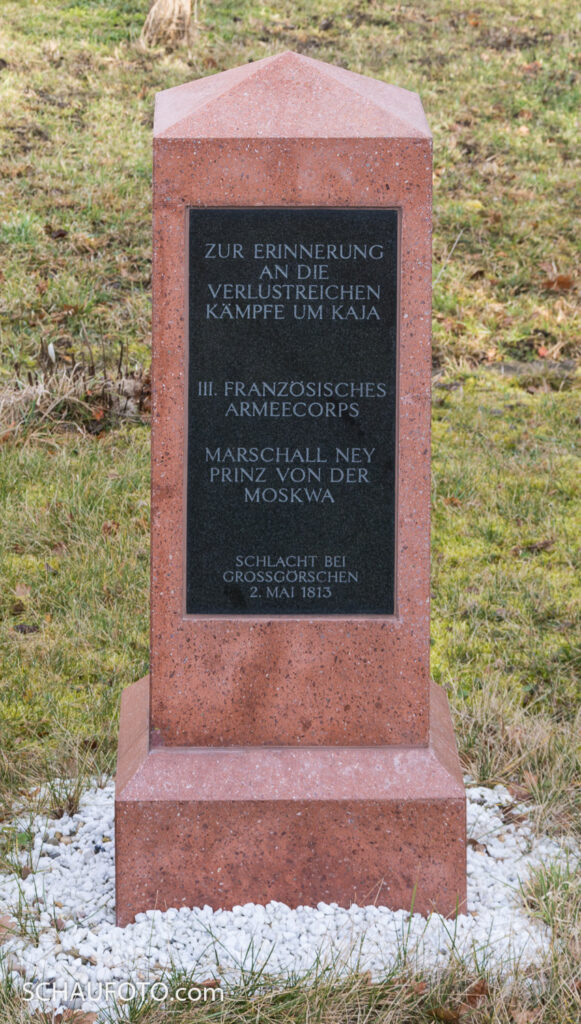 ZUR ERINNERUNG
AN DIE
VERLUSTREICHEN
KÄMPFE UM KAJA
III. FRANZÖSISCHES
ARMEECORPS
MARSCHALL NEY
PRINZ VON DER
MOSKWA
SCHLACHT BEI
GROSSGÖRSCHEN
2. MAI 1813
SCHAUFOTO.com